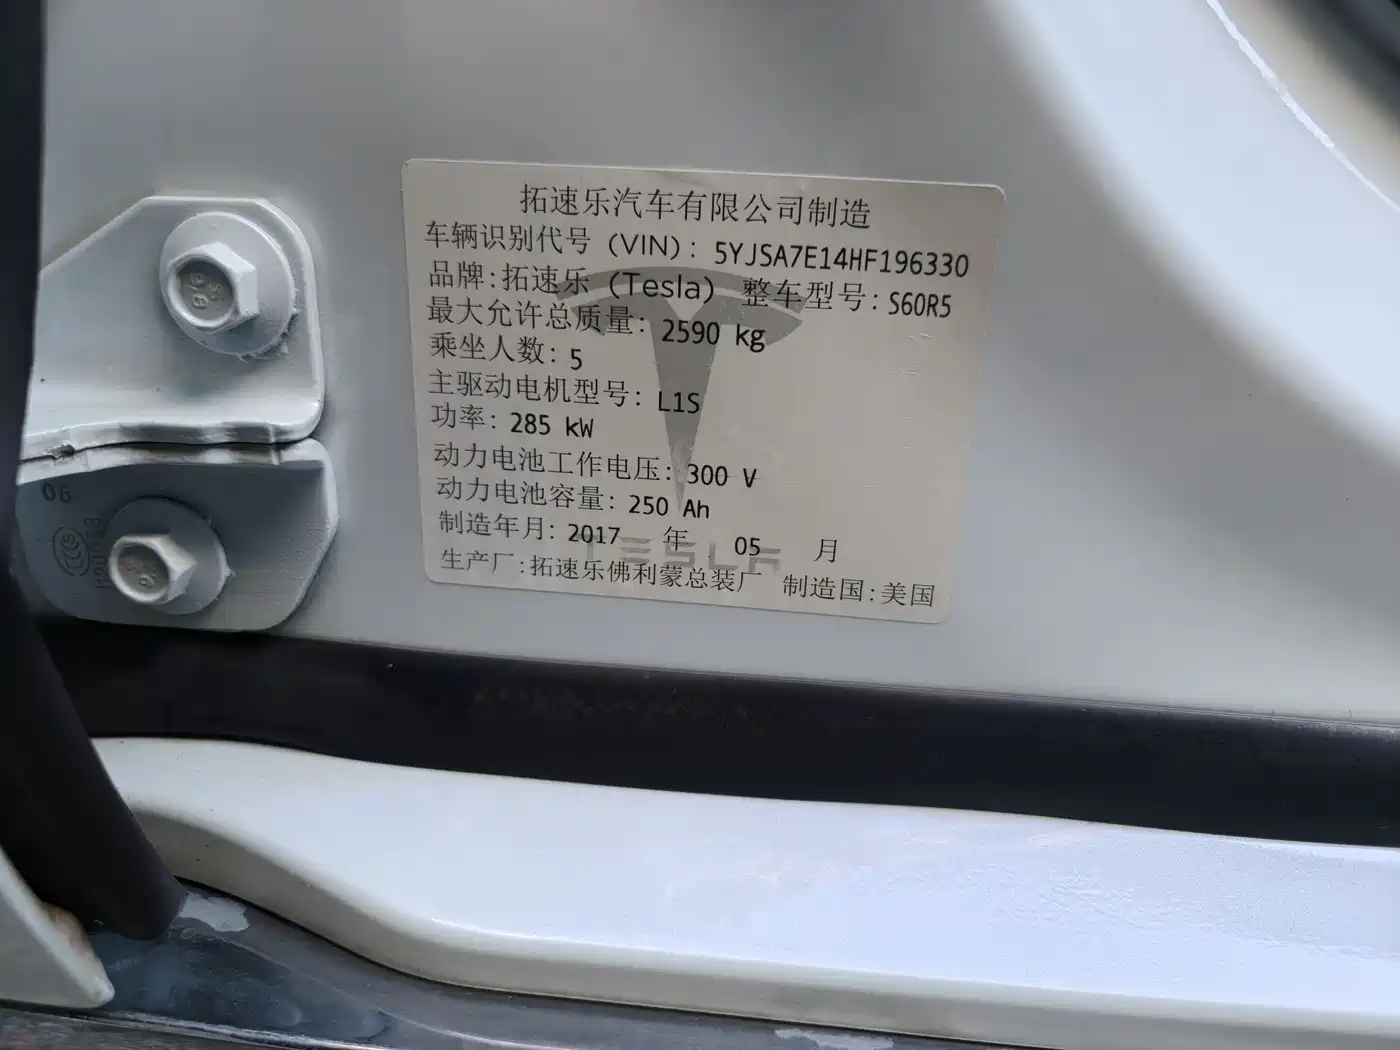 拓速乐汽车有限公司制造
车辆识别代号 (VIN): 5YJSA7E14HF196330
品牌:拓速乐 (Tesla) 整车型号: S60R5
最大允许总质量: 2590 kg
乘坐人数: 5
主驱动电机型号: L1S
功率: 285 kW
动力电池工作电压: 300 V
动力电池容量: 250 Ah
制造年月: 2017 年 05 月
TESLA
生产厂:拓速乐佛利蒙总装厂 制造国:美国
06